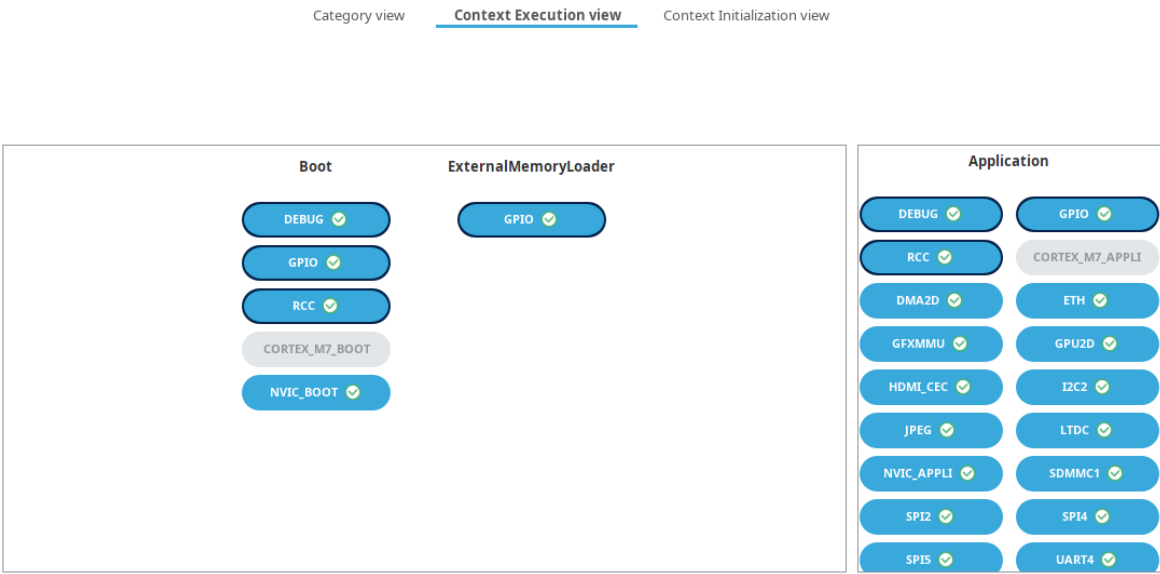 Category view
Context Execution view
Context Initialization view
Boot
DEBUG
GPIO
RCC
CORTEX_M7_BOOT
NVIC_BOOT
ExternalMemoryLoader
GPIO
Application
DEBUG
GPIO
RCC
CORTEX_M7_APPLI
DMA2D
ETH
GFXMMU
GPU2D
HDMI_CEC
I2C2
JPEG
LTDC
NVIC_APPLI
SDMMC1
SPI2
SPI4
SPI5
UART4